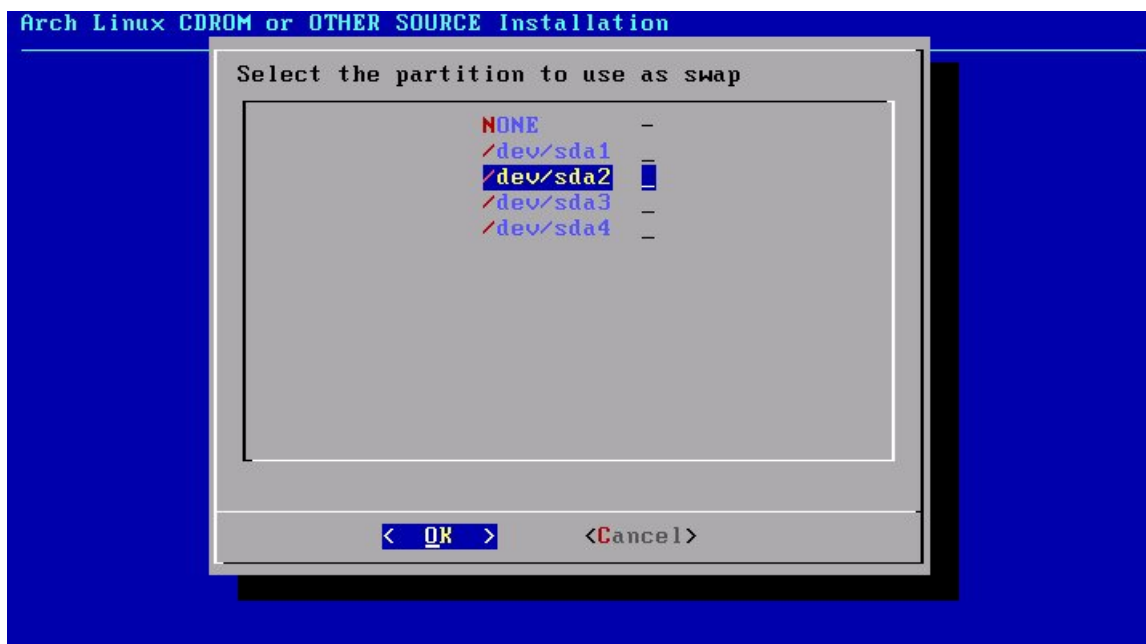 Arch Linux CDROM or OTHER SOURCE Installation
Select the partition to use as swap
NONE -
/dev/sda1 _
/dev/sda2 _
/dev/sda3 _
/dev/sda4 _
< OK > <Cancel>